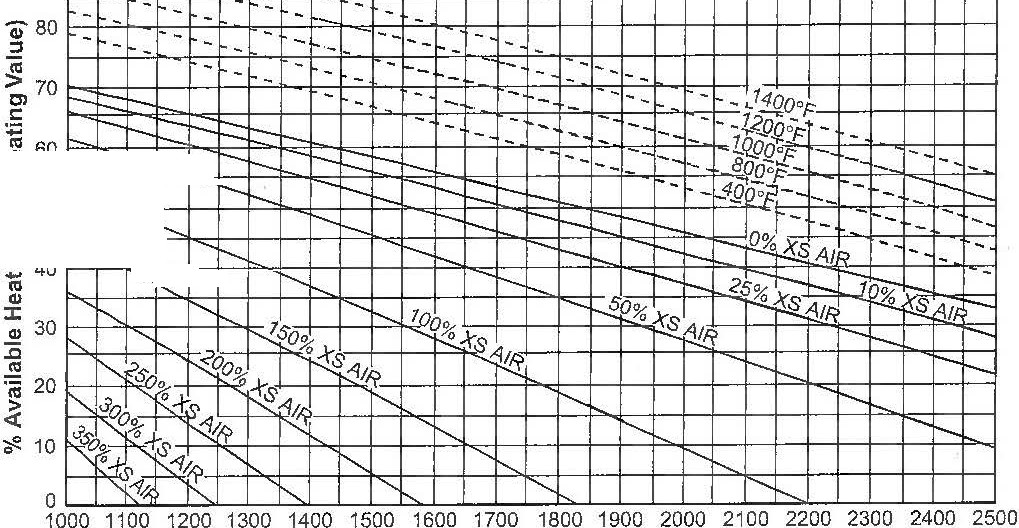 80
70
60
40
30
20
10
0
ating Value)
% Available Heat
1400°F
1200°F
1000°F
800°F
400°F
0% XS AIR
10% XS AIR
25% XS AIR
50% XS AIR
100% XS AIR
150% XS AIR
200% XS AIR
250% XS AIR
300% XS AIR
350% XS AIR
1000 1100 1200 1300 1400 1500 1600 1700 1800 1900 2000 2100 2200 2300 2400 2500